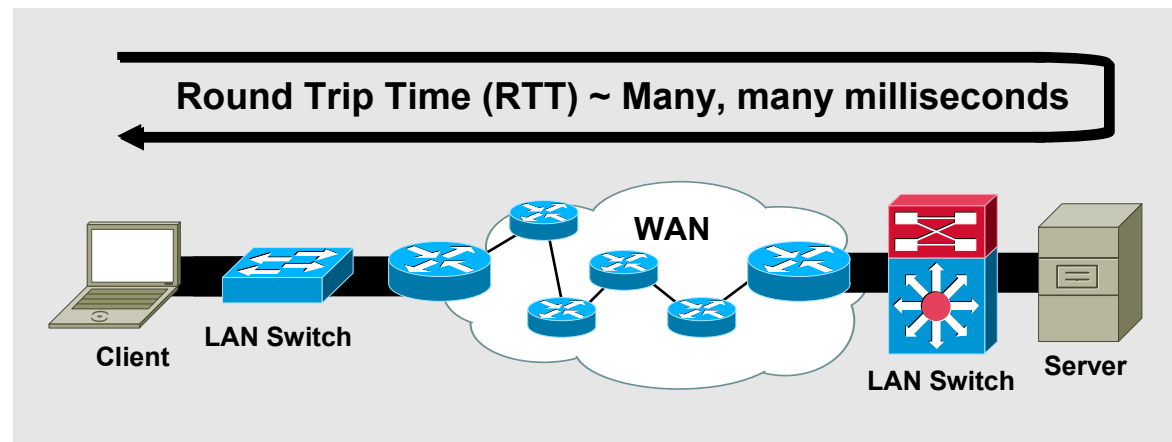 Round Trip Time (RTT) ~ Many, many milliseconds
WAN
Client
LAN Switch
LAN Switch
Server